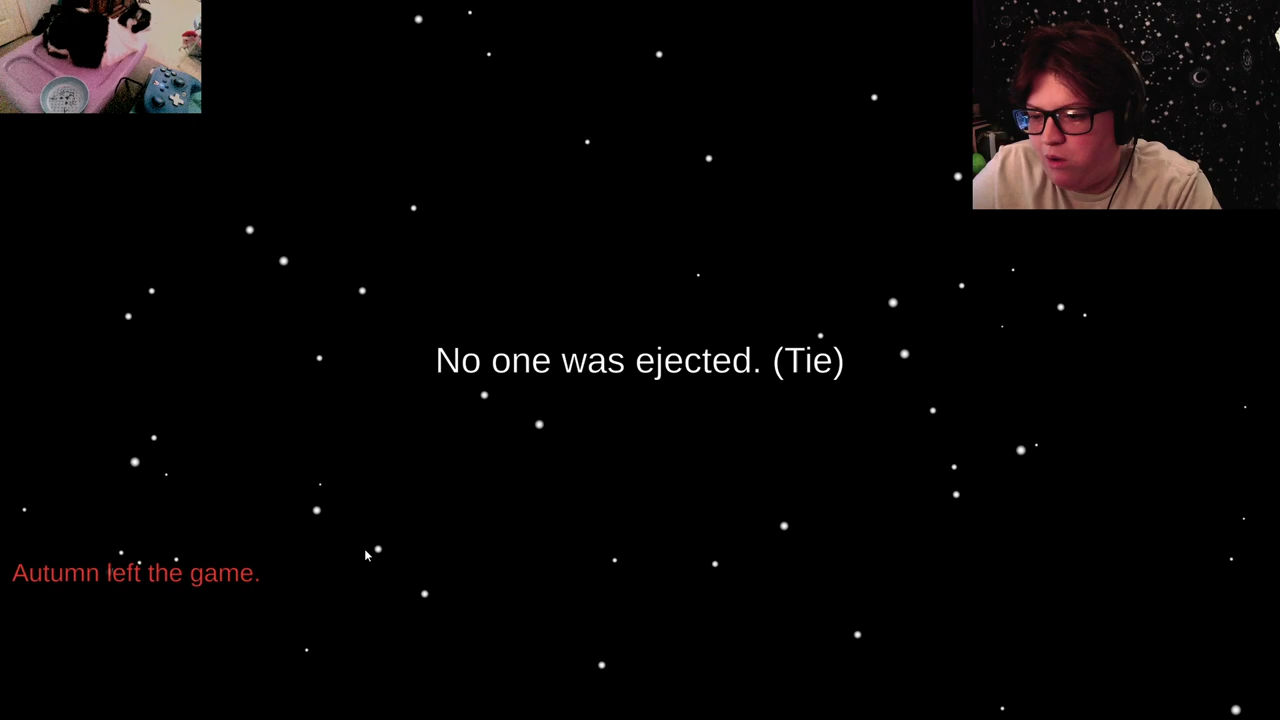 No one was ejected. (Tie)
Autumn left the game.